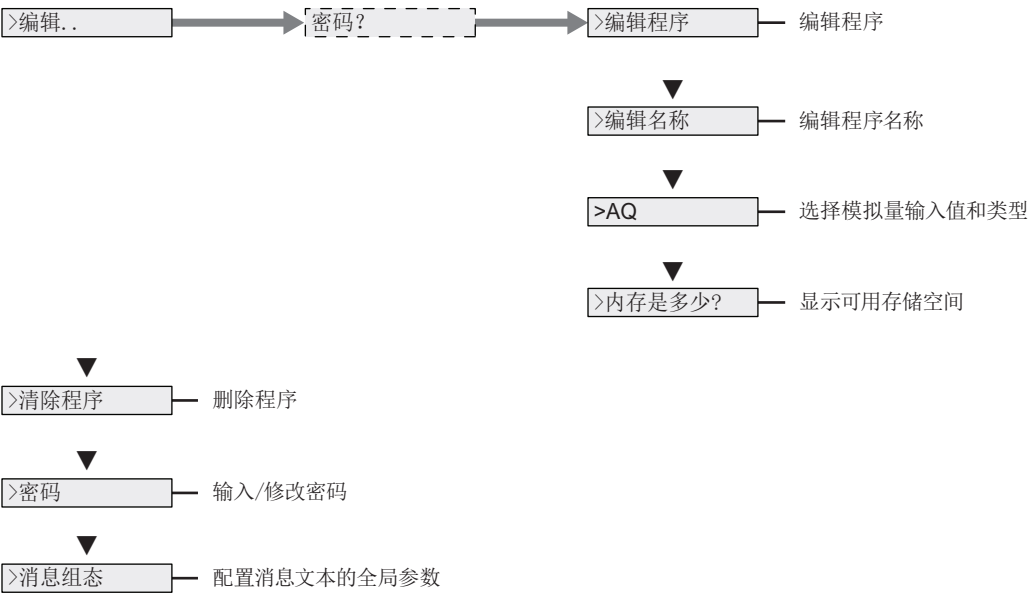 >编辑..
密码?
>编辑程序
编辑程序
>编辑名称
编辑程序名称
>AQ
选择模拟量输入值和类型
>内存是多少?
显示可用存储空间
>清除程序
删除程序
>密码
输入/修改密码
>消息组态
配置消息文本的全局参数